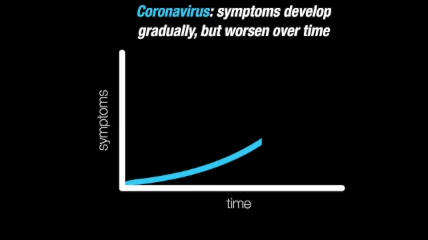 Coronavirus: symptoms develop
gradually, but worsen over time
symptoms
time